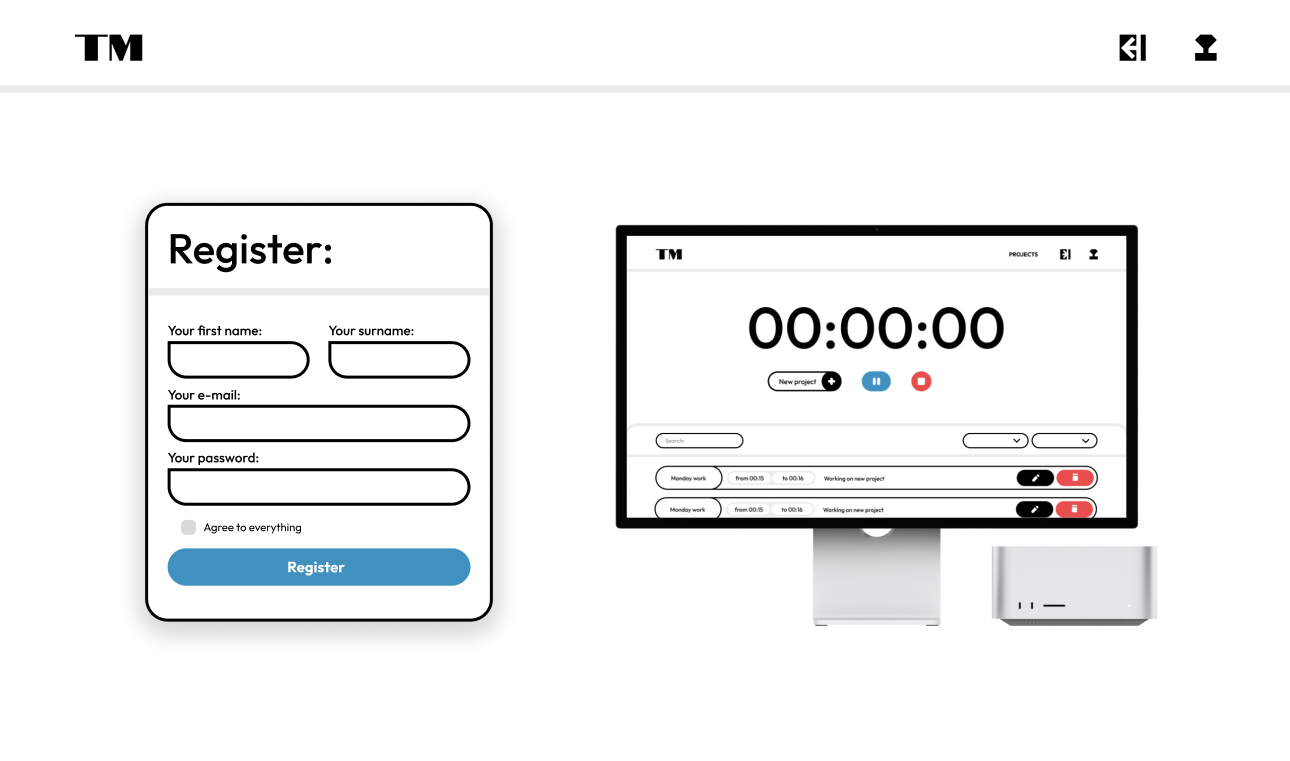 TM
Register:
Your first name: Your surname:
Your e-mail:
Your password:
Agree to everything
Register
TM PROJECTS
00:00:00
New project
Search:
Monday work from 00:15 to 00:16 Working on new project
Monday work from 00:15 to 00:16 Working on new project